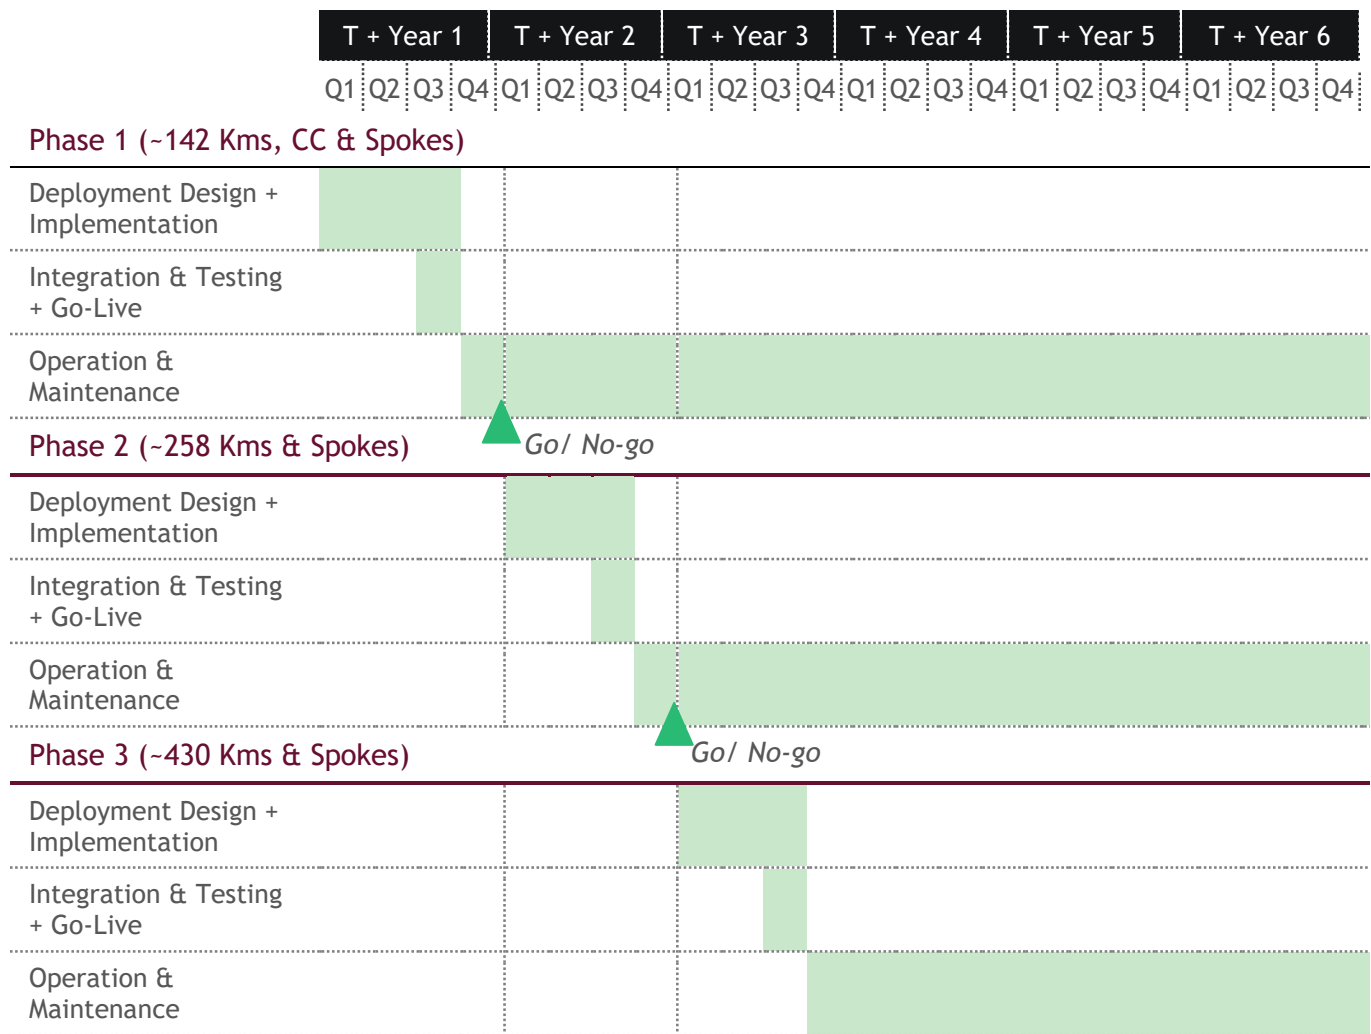 T + Year 1 T + Year 2 T + Year 3 T + Year 4 T + Year 5 T + Year 6
Q1 Q2 Q3 Q4 Q1 Q2 Q3 Q4 Q1 Q2 Q3 Q4 Q1 Q2 Q3 Q4 Q1 Q2 Q3 Q4 Q1 Q2 Q3 Q4
Phase 1 (~142 Kms, CC & Spokes)
Deployment Design +
Implementation
Integration & Testing
+ Go-Live
Operation &
Maintenance
Go/ No-go
Phase 2 (~258 Kms & Spokes)
Deployment Design +
Implementation
Integration & Testing
+ Go-Live
Operation &
Maintenance
Go/ No-go
Phase 3 (~430 Kms & Spokes)
Deployment Design +
Implementation
Integration & Testing
+ Go-Live
Operation &
Maintenance